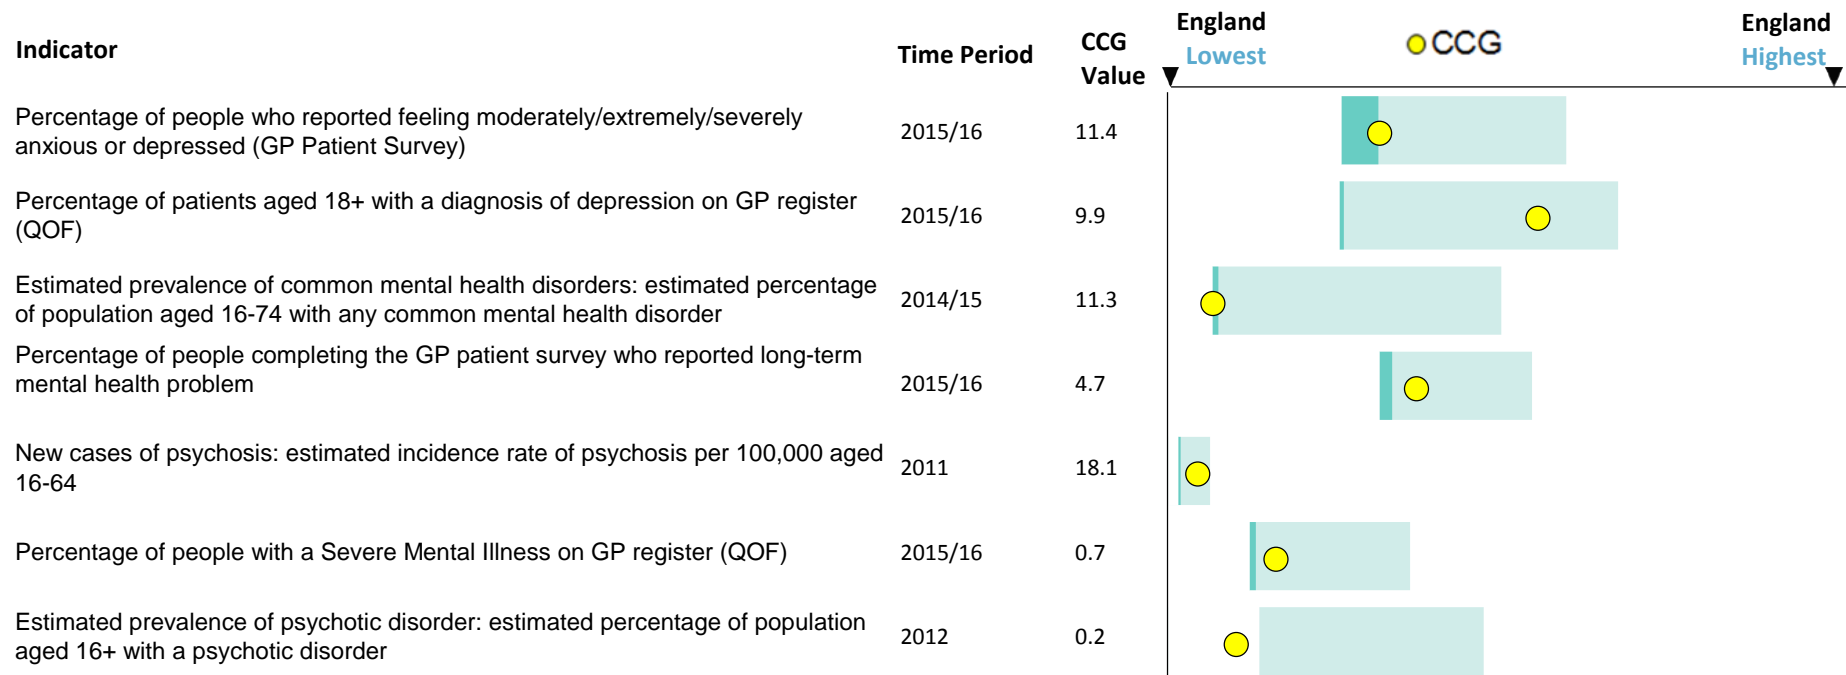 Indicator
Time Period
CCG
Value
England
Lowest
CCG
England
Highest
Percentage of people who reported feeling moderately/extremely/severely
anxious or depressed (GP Patient Survey)
2015/16
11.4
Percentage of patients aged 18+ with a diagnosis of depression on GP register
(QOF)
2015/16
9.9
Estimated prevalence of common mental health disorders: estimated percentage
of population aged 16-74 with any common mental health disorder
2014/15
11.3
Percentage of people completing the GP patient survey who reported long-term
mental health problem
2015/16
4.7
New cases of psychosis: estimated incidence rate of psychosis per 100,000 aged
16-64
2011
18.1
Percentage of people with a Severe Mental Illness on GP register (QOF)
2015/16
0.7
Estimated prevalence of psychotic disorder: estimated percentage of population
aged 16+ with a psychotic disorder
2012
0.2